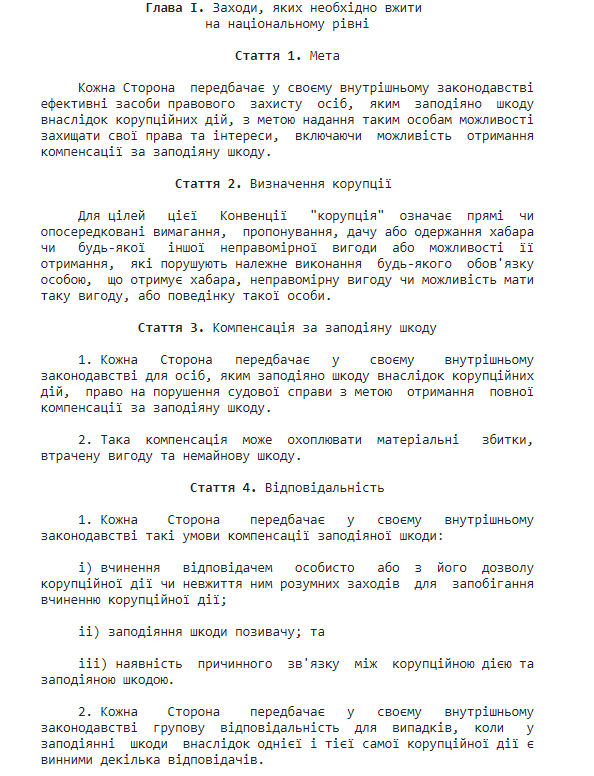 Глава I. Заходи, яких необхідно вжити
на національному рівні
Стаття 1. Мета
Кожна Сторона передбачає у своєму внутрішньому законодавстві
ефективні засоби правового захисту осіб, яким заподіяно шкоду
внаслідок корупційних дій, з метою надання таким особам можливості
захищати свої права та інтереси, включаючи можливість отримання
компенсації за заподіяну шкоду.
Стаття 2. Визначення корупції
Для цілей цієї Конвенції "корупція" означає прямі чи
опосередковані вимагання, пропонування, дачу або одержання хабара
чи будь-якої іншої неправомірної вигоди або можливості її
отримання, які порушують належне виконання будь-якого обов'язку
особою, що отримує хабара, неправомірну вигоду чи можливість мати
таку вигоду, або поведінку такої особи.
Стаття 3. Компенсація за заподіяну шкоду
1. Кожна Сторона передбачає у своєму внутрішньому
законодавстві для осіб, яким заподіяно шкоду внаслідок корупційних
дій, право на порушення судової справи з метою отримання повної
компенсації за заподіяну шкоду.
2. Така компенсація може охоплювати матеріальні збитки,
втрачену вигоду та немайнову шкоду.
Стаття 4. Відповідальність
1. Кожна Сторона передбачає у своєму внутрішньому
законодавстві такі умови компенсації заподіяної шкоди:
i) вчинення відповідачем особисто або з його дозволу
корупційної дії чи невжиття ним розумних заходів для запобігання
вчиненню корупційної дії;
ii) заподіяння шкоди позивачу; та
iii) наявність причинного зв'язку між корупційною дією та
заподіяною шкодою.
2. Кожна Сторона передбачає у своєму внутрішньому
законодавстві групову відповідальність для випадків, коли у
заподіянні шкоди внаслідок однієї і тієї самої корупційної дії є
винними декілька відповідачів.